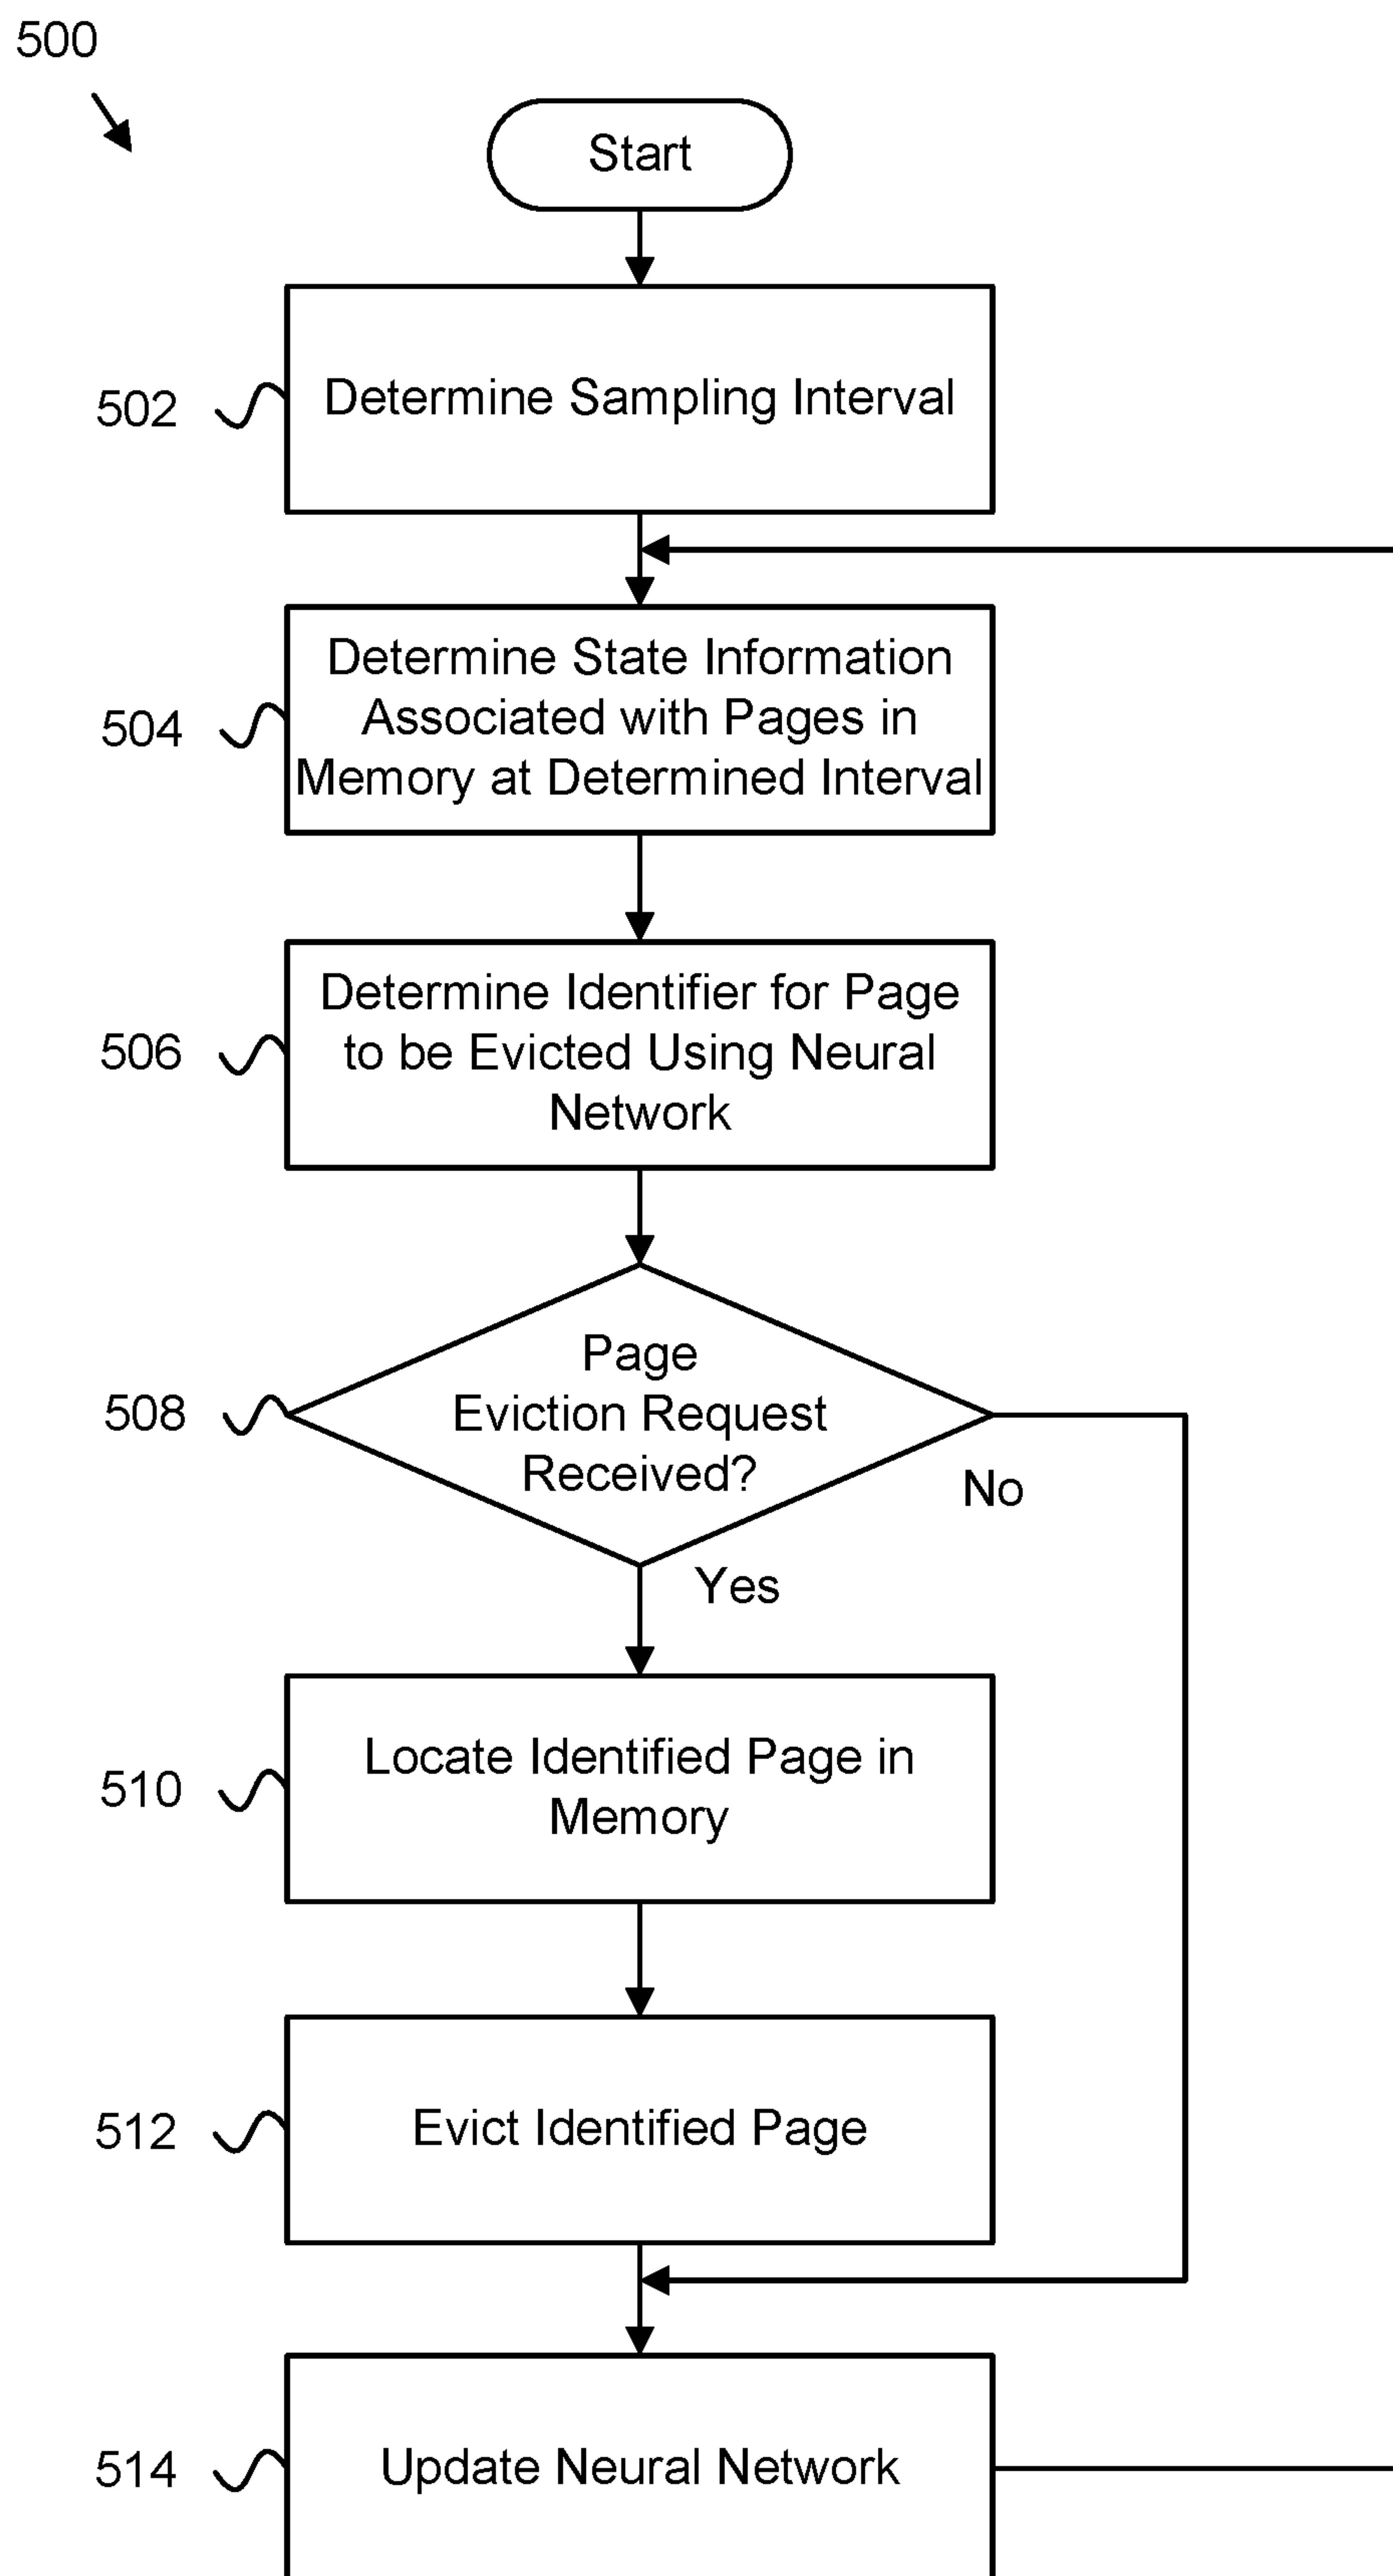 500
Start
502
Determine Sampling Interval
504
Determine State Information
Associated with Pages in
Memory at Determined Interval
506
Determine Identifier for Page
to be Evicted Using Neural
Network
508
Page
Eviction Request
Received?
No
Yes
510
Locate Identified Page in
Memory
512
Evict Identified Page
514
Update Neural Network